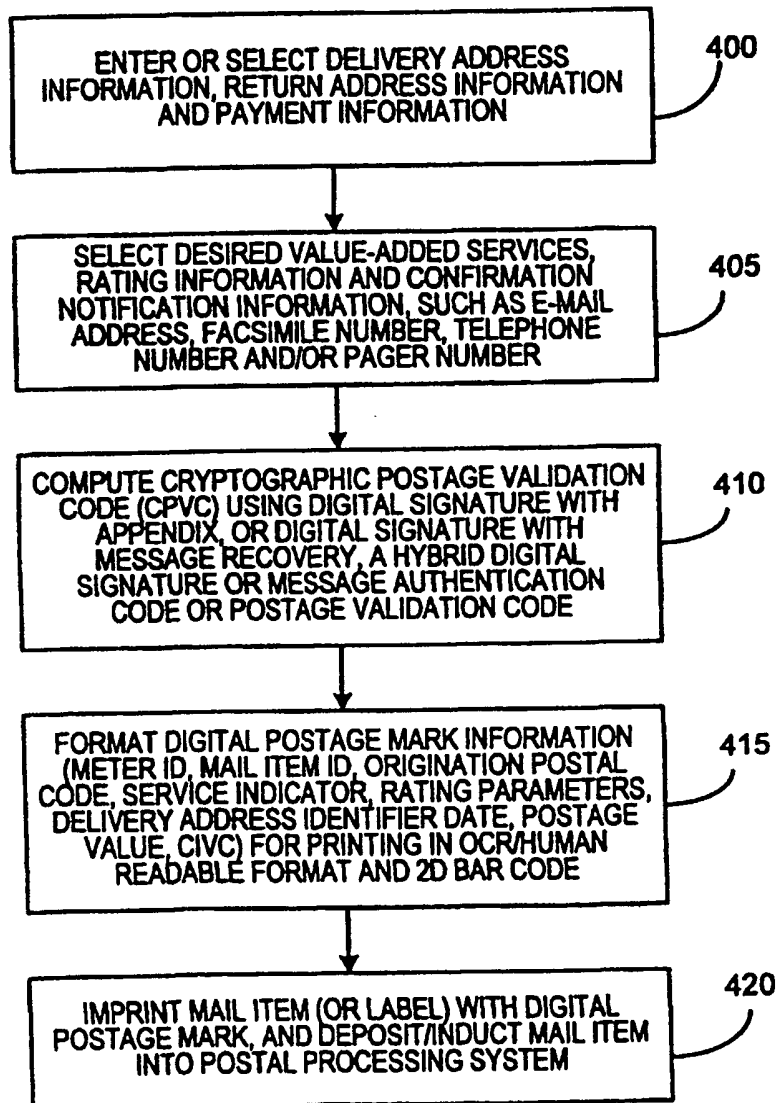 ENTER OR SELECT DELIVERY ADDRESS
INFORMATION, RETURN ADDRESS INFORMATION
AND PAYMENT INFORMATION
400
SELECT DESIRED VALUE-ADDED SERVICES,
RATING INFORMATION AND CONFIRMATION
NOTIFICATION INFORMATION, SUCH AS E-MAIL
ADDRESS, FACSIMILE NUMBER, TELEPHONE
NUMBER AND/OR PAGER NUMBER
405
COMPUTE CRYPTOGRAPHIC POSTAGE VALIDATION
CODE (CPVC) USING DIGITAL SIGNATURE WITH
APPENDIX, OR DIGITAL SIGNATURE WITH
MESSAGE RECOVERY, A HYBRID DIGITAL
SIGNATURE OR MESSAGE AUTHENTICATION
CODE OR POSTAGE VALIDATION CODE
410
FORMAT DIGITAL POSTAGE MARK INFORMATION
(METER ID, MAIL ITEM ID, ORIGINATION POSTAL
CODE, SERVICE INDICATOR, RATING PARAMETERS,
DELIVERY ADDRESS IDENTIFIER DATE, POSTAGE
VALUE, CIVC) FOR PRINTING IN OCR/HUMAN
READABLE FORMAT AND 2D BAR CODE
415
IMPRINT MAIL ITEM (OR LABEL) WITH DIGITAL
POSTAGE MARK, AND DEPOSIT/INDUCT MAIL ITEM
INTO POSTAL PROCESSING SYSTEM
420